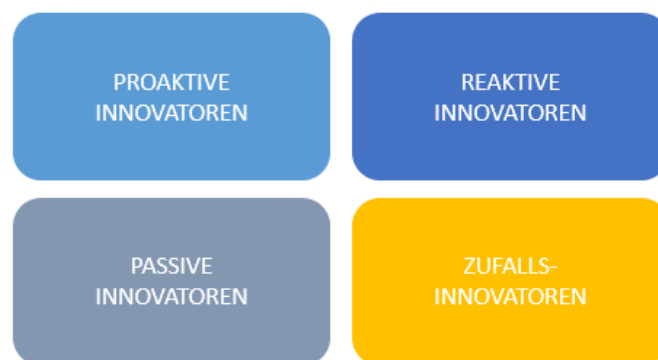 PROAKTIVE
INNOVATOREN
REAKTIVE
INNOVATOREN
PASSIVE
INNOVATOREN
ZUFALLS-
INNOVATOREN